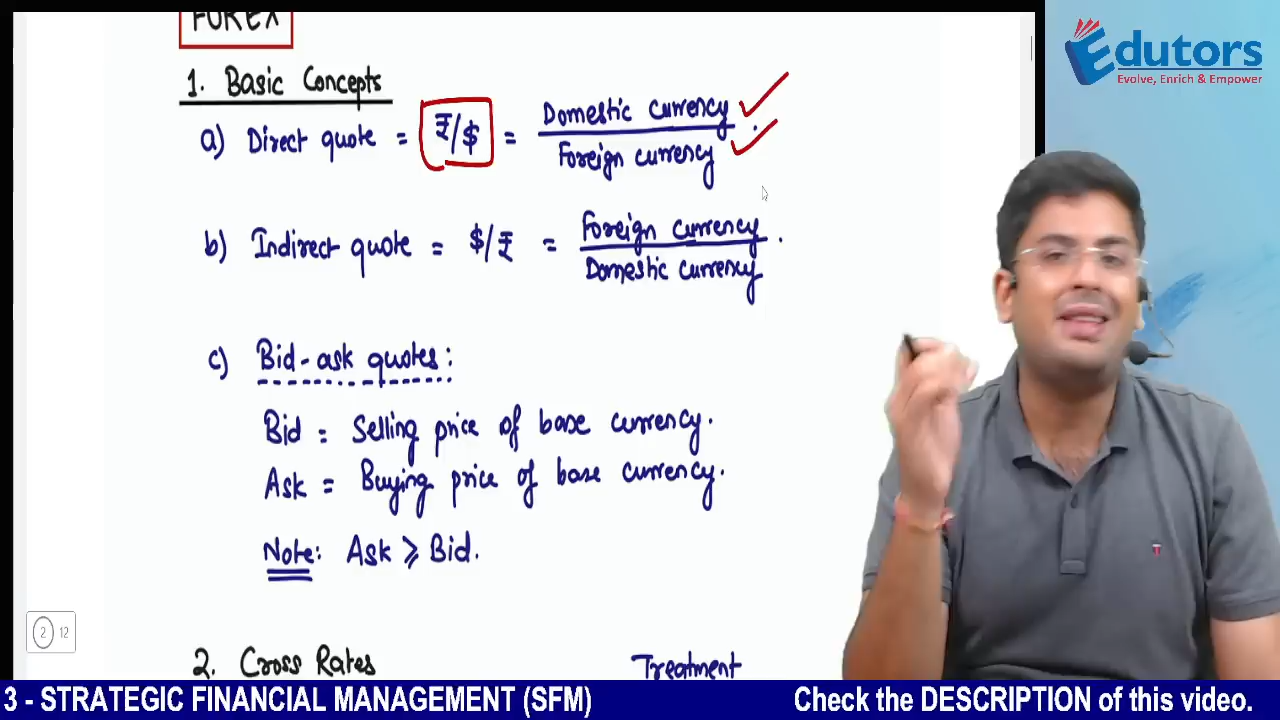 FOREX
1. Basic Concepts
a) Direct quote = ₹/$ = Domestic currency / Foreign currency.
b) Indirect quote = $/₹ = Foreign currency / Domestic currency.
c) Bid-ask quotes:
Bid = Selling price of base currency.
Ask = Buying price of base currency.
Note: Ask ⩾ Bid.
2. Cross Rates
Treatment
2 12
Edutors
Evolve, Enrich & Empower
3 - STRATEGIC FINANCIAL MANAGEMENT (SFM)
Check the DESCRIPTION of this video.